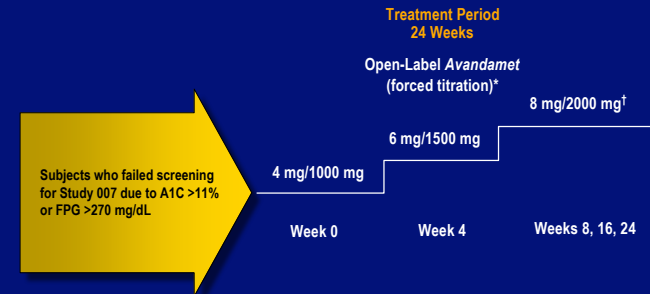 Treatment Period
24 Weeks
Open-Label Avandamet
(forced titration)*
8 mg/2000 mg†
6 mg/1500 mg
4 mg/1000 mg
Subjects who failed screening
for Study 007 due to A1C >11%
or FPG >270 mg/dL
Week 0
Week 4
Weeks 8, 16, 24